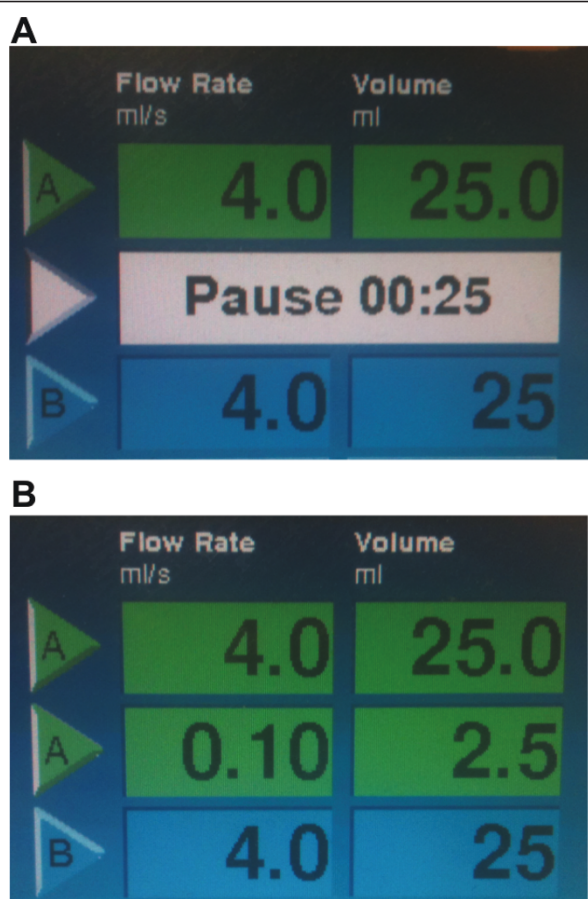 A
Flow Rate Volume
ml/s ml
A 4.0 25.0
Pause 00:25
B 4.0 25
B
Flow Rate Volume
ml/s ml
A 4.0 25.0
A 0.10 2.5
B 4.0 25